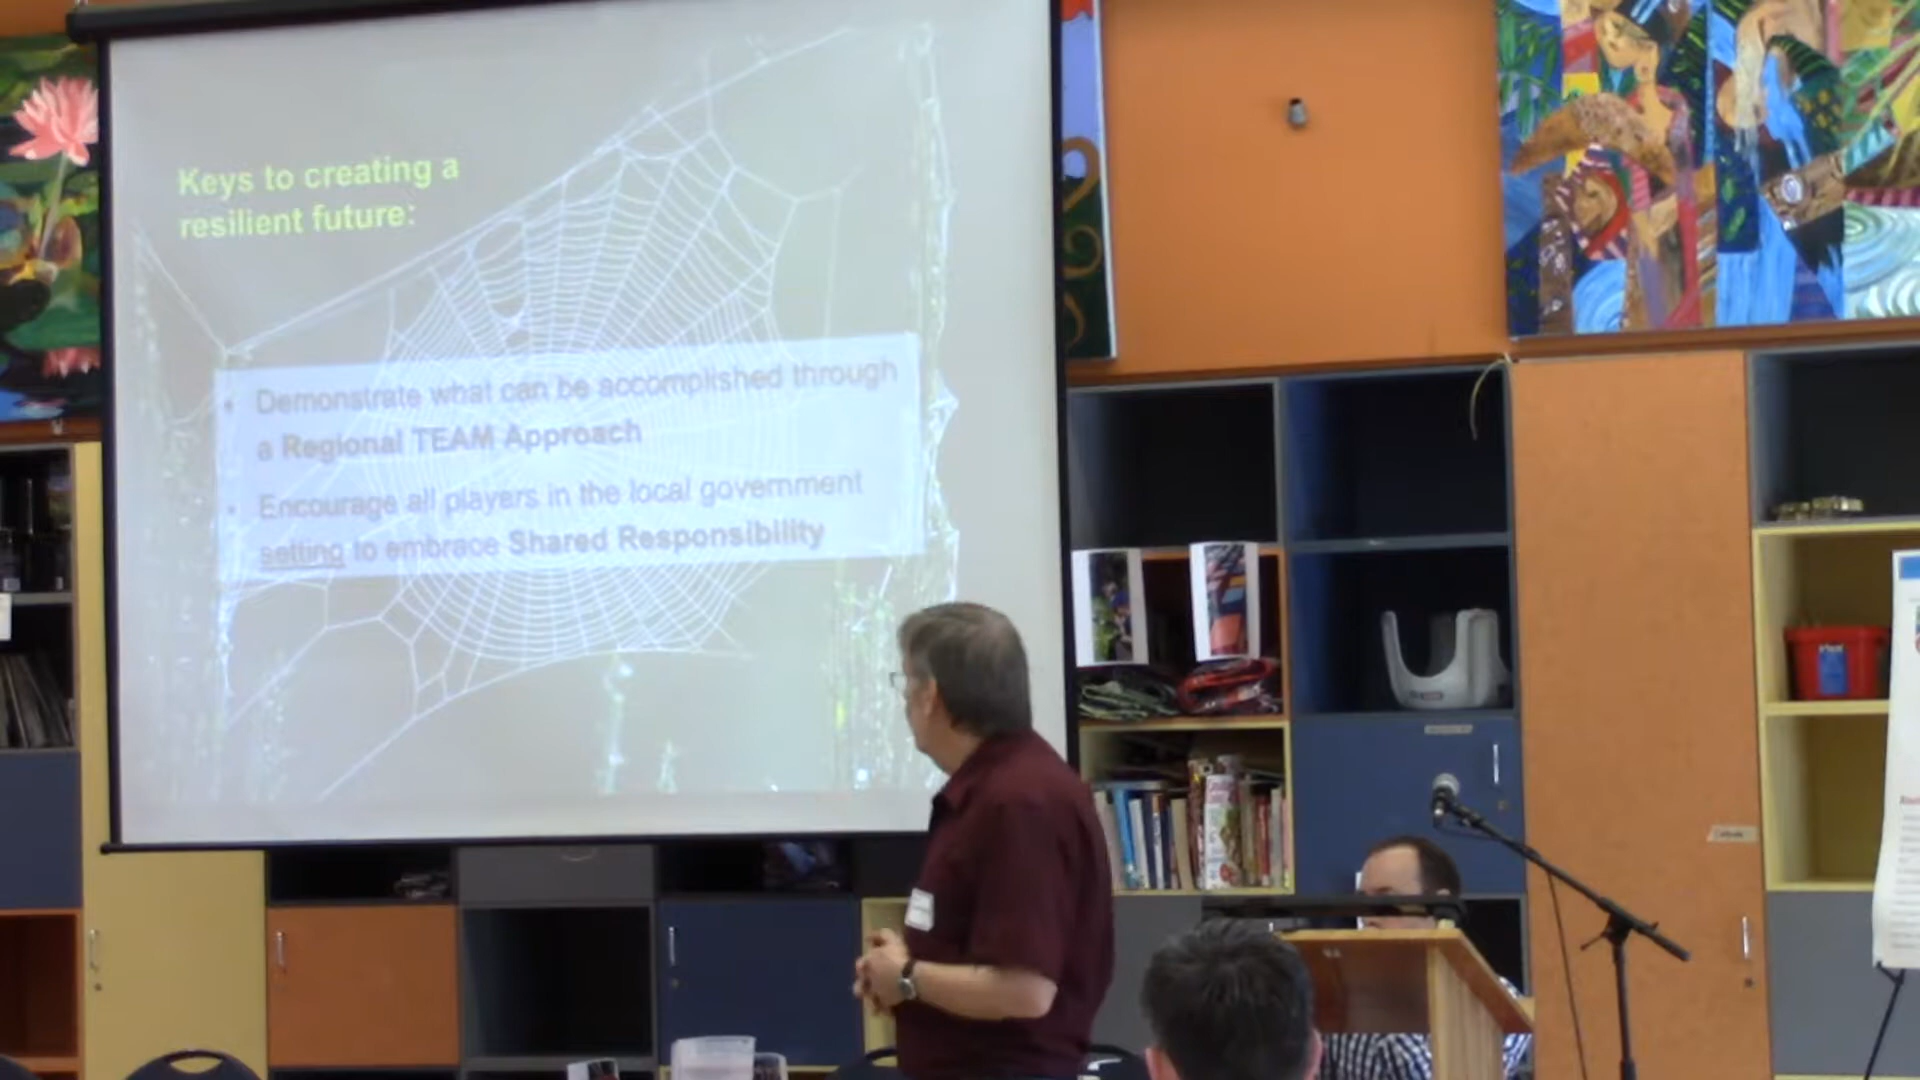 Keys to creating a
resilient future:
• Demonstrate what can be accomplished through
a Regional TEAM Approach
• Encourage all players in the local government
setting to embrace Shared Responsibility